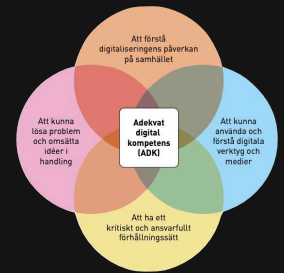 Att förstå
digitaliseringens påverkan
på samhället
Att kunna
lösa problem
och omsätta
idéer i
handling
Adekvat
digital
kompetens
(ADK)
Att kunna
använda och
förstå digitala
verktyg och
medier
Att ha ett
kritiskt och ansvarfullt
förhållningssätt